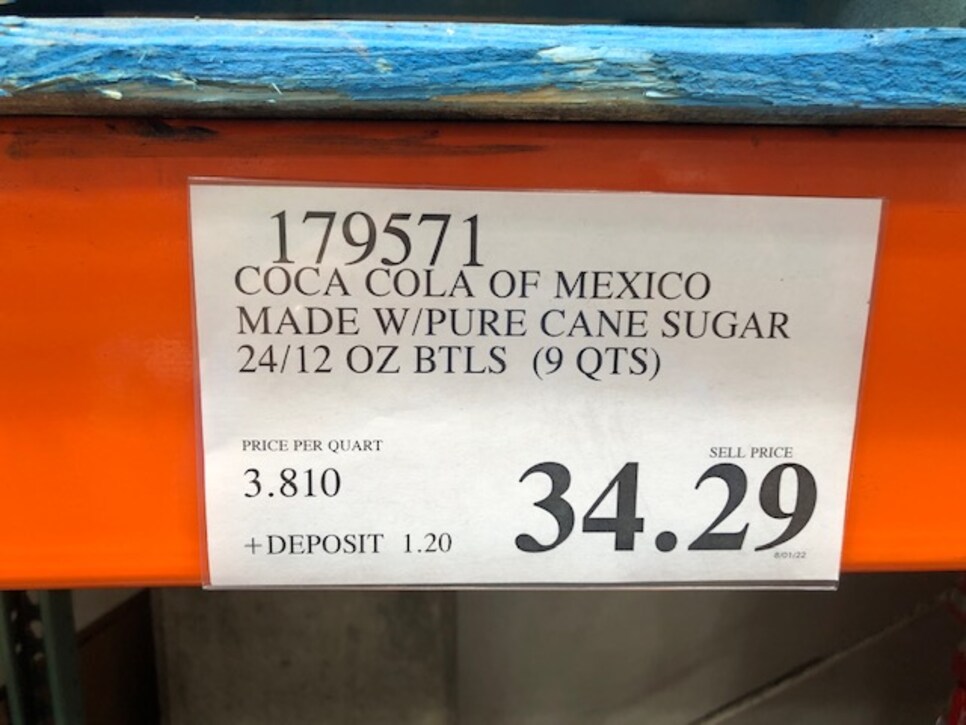 179571
COCA COLA OF MEXICO
MADE W/PURE CANE SUGAR
24/12 OZ BTLS (9 QTS)
PRICE PER QUART
3.810
SELL PRICE
34.29
+DEPOSIT 1.20
8/01/22